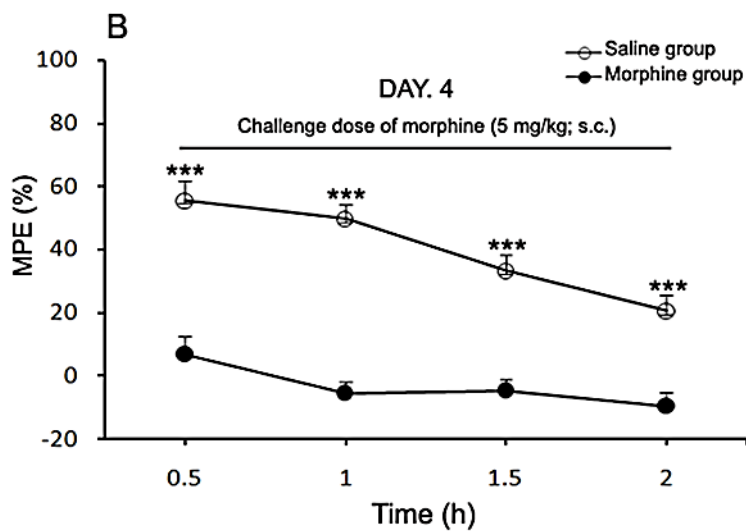 B
Saline group
Morphine group
DAY. 4
Challenge dose of morphine (5 mg/kg; s.c.)
***
***
***
***
MPE (%)
100
80
60
40
20
0
-20
0.5
1
1.5
2
Time (h)